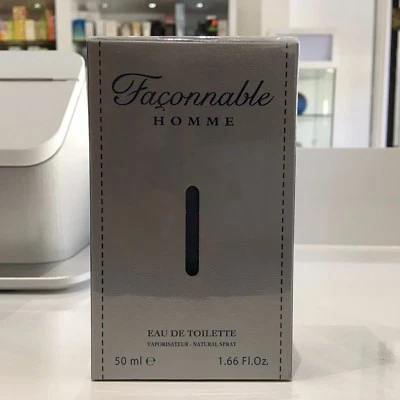 Façonnable
HOMME
EAU DE TOILETTE
VAPORISATEUR - NATURAL SPRAY
50 ml ℮ 1.66 Fl.Oz.